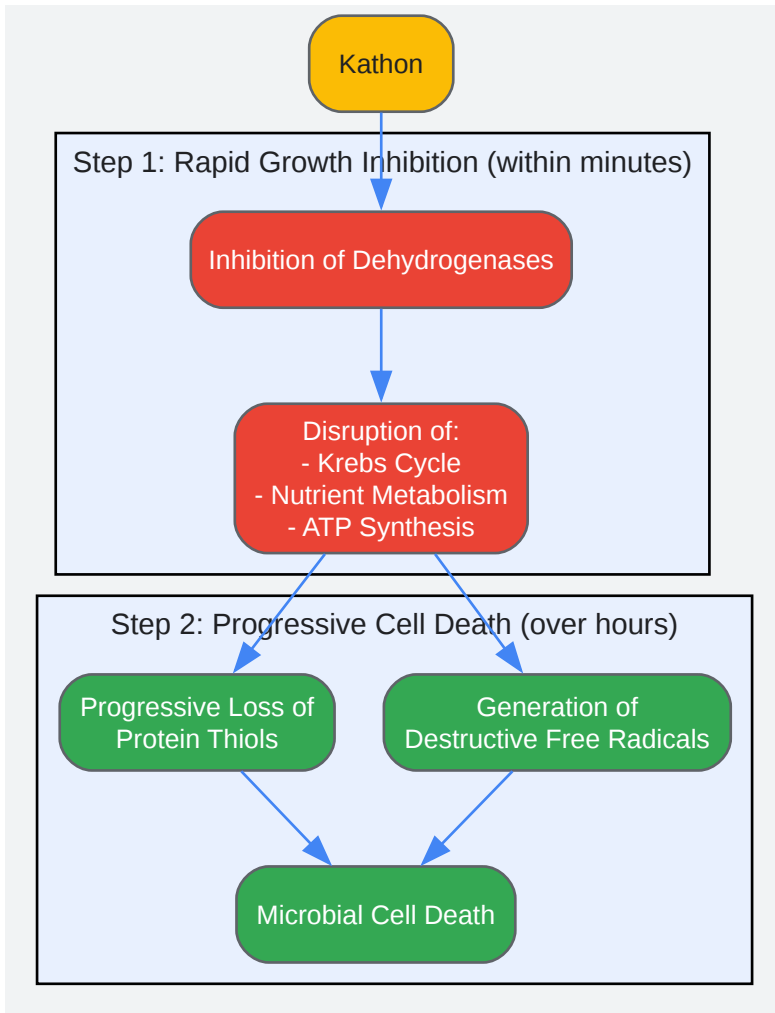 Kathon
Step 1: Rapid Growth Inhibition (within minutes)
Inhibition of Dehydrogenases
Disruption of:
- Krebs Cycle
- Nutrient Metabolism
- ATP Synthesis
Step 2: Progressive Cell Death (over hours)
Progressive Loss of
Protein Thiols
Generation of
Destructive Free Radicals
Microbial Cell Death